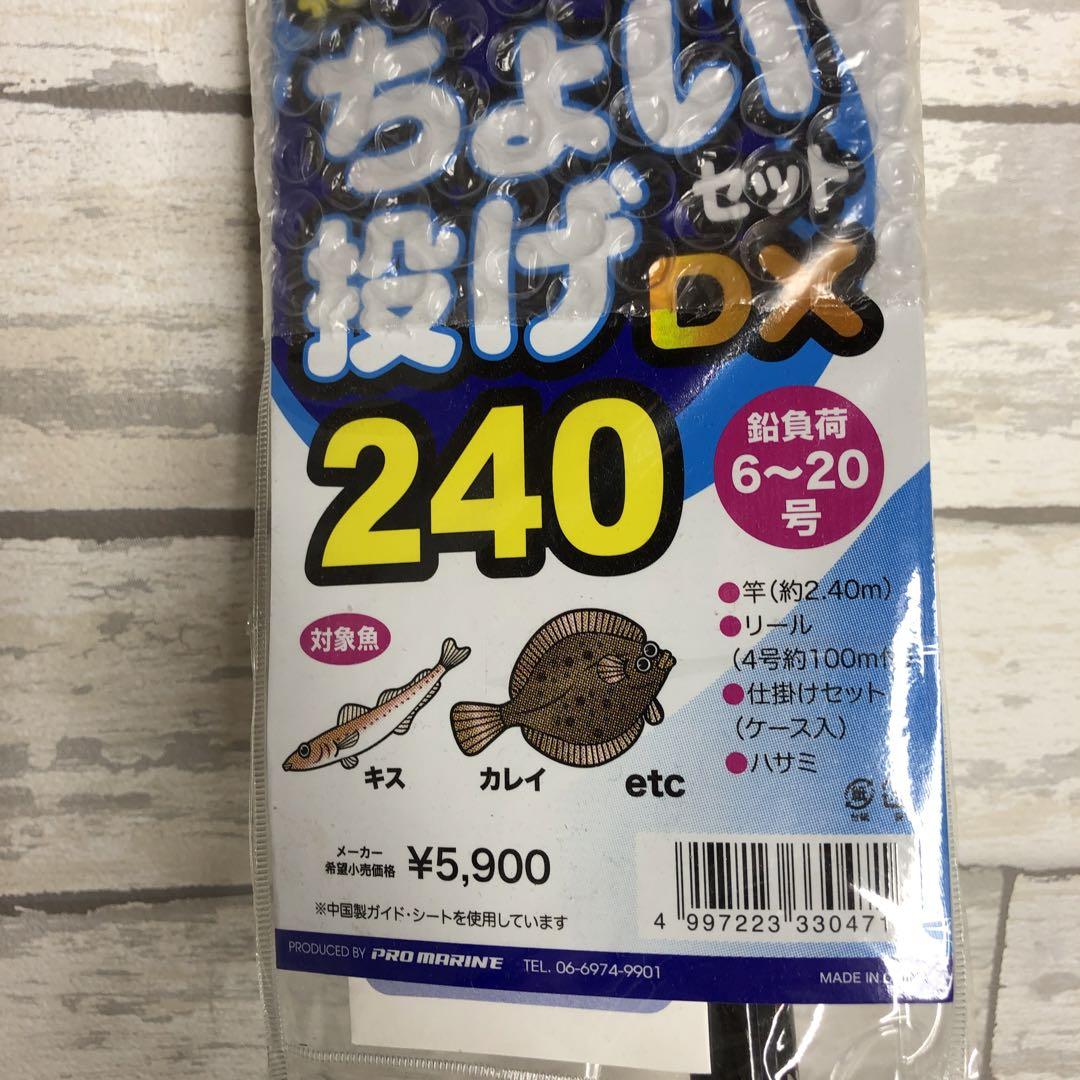 ちょい
投げ
セット
DX
240
鉛負荷
6〜20
号
対象魚
キス
カレイ
etc
●竿(約2.40m)
●リール
(4号約100m付
●仕掛けセット
(ケース入)
●ハサミ
メーカー
希望小売価格
¥5,900
※中国製ガイド・シートを使用しています
4 997223 330471
PRODUCED BY PRO MARINE TEL. 06-6974-9901
MADE IN CHINA